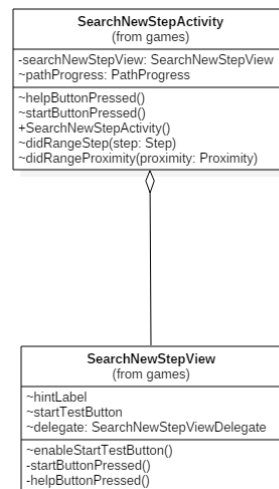 SearchNewStepActivity
(from games)
-searchNewStepView: SearchNewStepView
~pathProgress: PathProgress
~helpButtonPressed()
~startButtonPressed()
+SearchNewStepActivity()
~didRangeStep(step: Step)
~didRangeProximity(proximity: Proximity)
SearchNewStepView
(from games)
~hintLabel
~startTestButton
~delegate: SearchNewStepViewDelegate
~enableStartTestButton()
-startButtonPressed()
-helpButtonPressed()